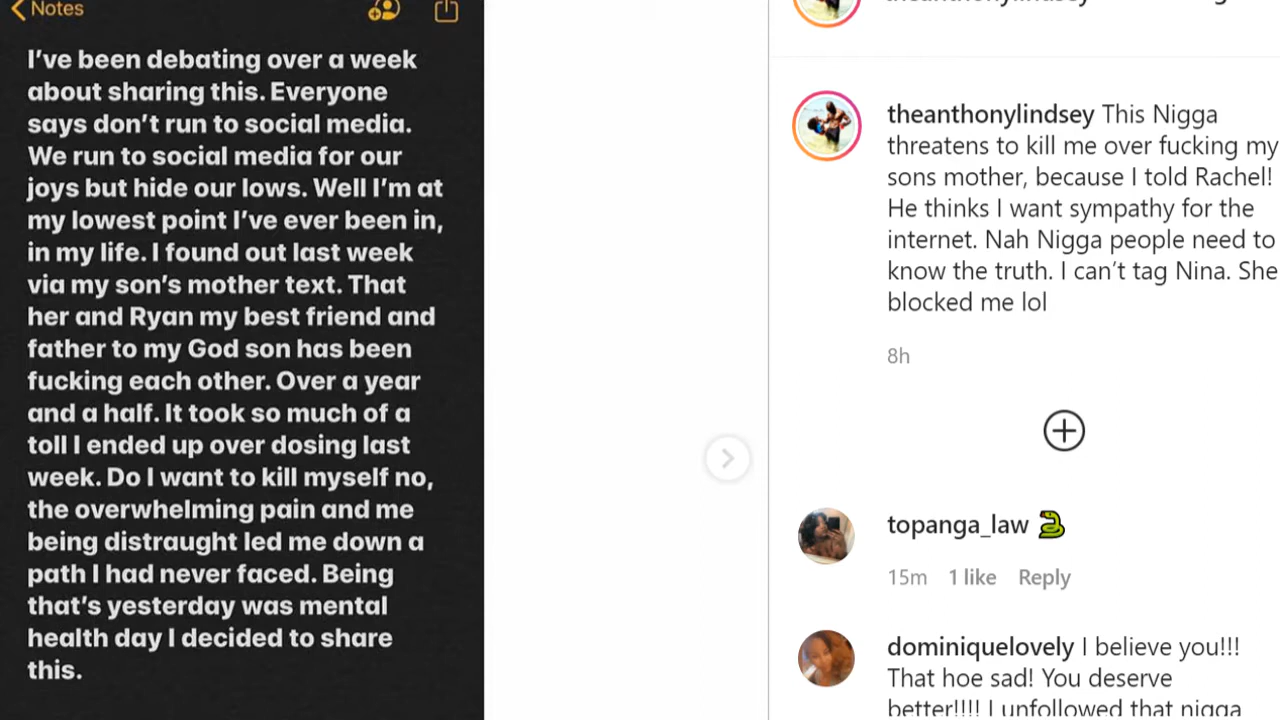 Notes
I've been debating over a week
about sharing this. Everyone
says don't run to social media.
We run to social media for our
joys but hide our lows. Well I'm at
my lowest point I've ever been in,
in my life. I found out last week
via my son's mother text. That
her and Ryan my best friend and
father to my God son has been
fucking each other. Over a year
and a half. It took so much of a
toll I ended up over dosing last
week. Do I want to kill myself no,
the overwhelming pain and me
being distraught led me down a
path I had never faced. Being
that's yesterday was mental
health day I decided to share
this.
theanthonylindsey
theanthonylindsey This Nigga
threatens to kill me over fucking my
sons mother, because I told Rachel!
He thinks I want sympathy for the
internet. Nah Nigga people need to
know the truth. I can't tag Nina. She
blocked me lol
8h
topanga_law 🐍
15m 1 like Reply
dominiquelovely I believe you!!!
That hoe sad! You deserve
better!!!! I unfollowed that nigga